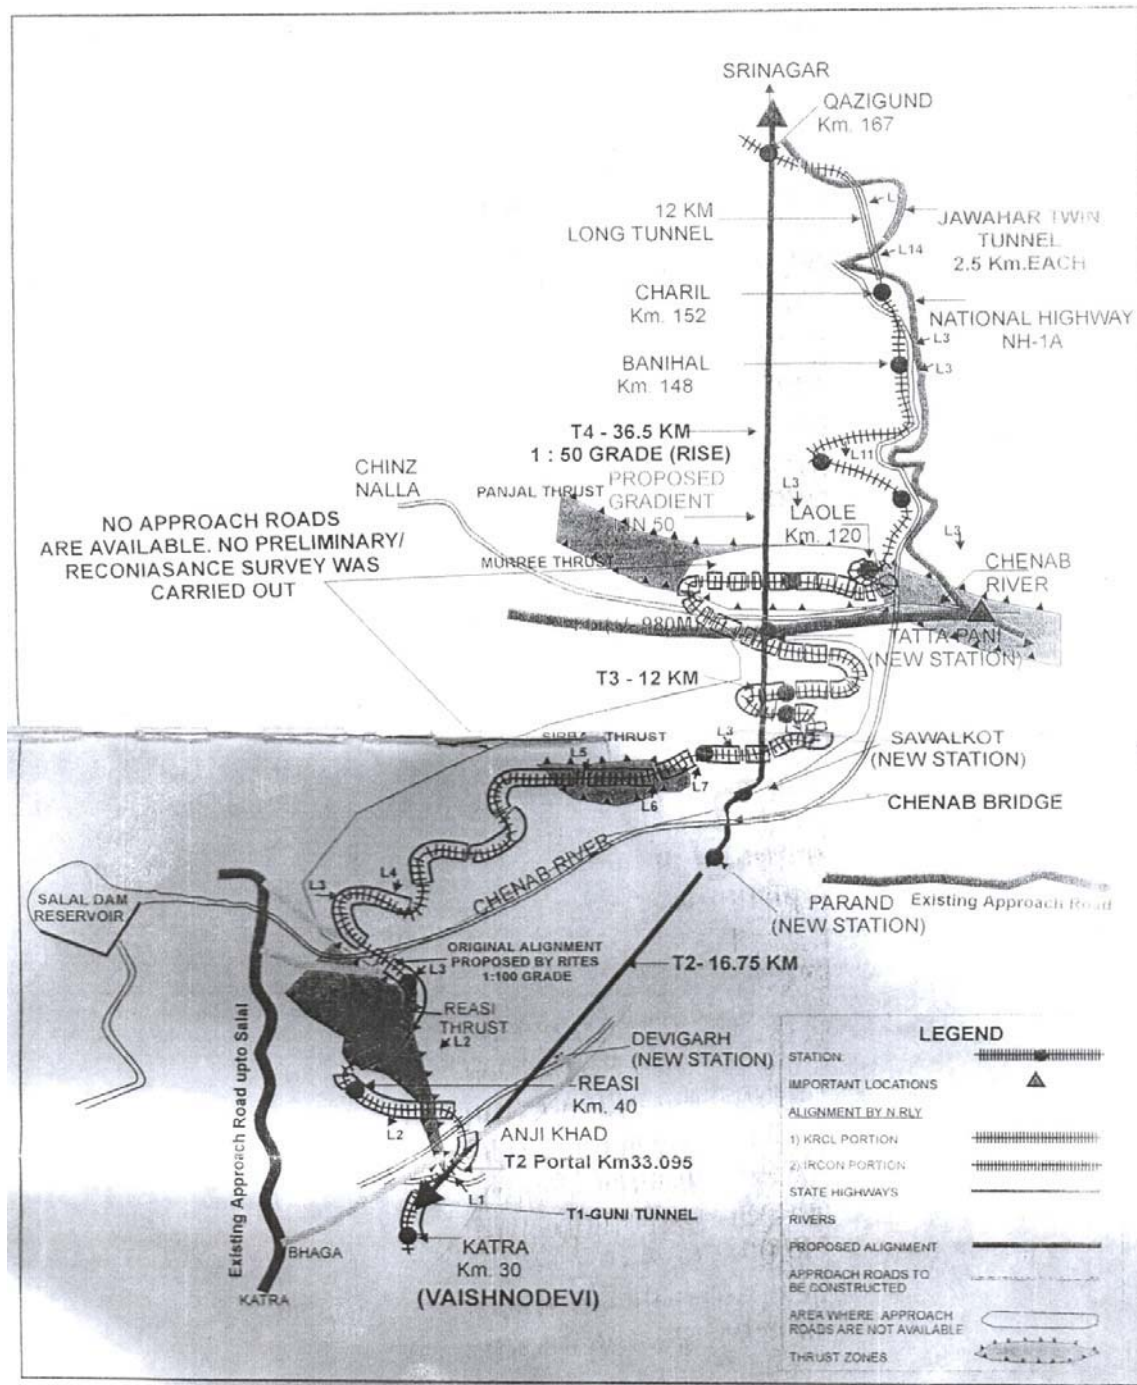 SRINAGAR
QAZIGUND
Km. 167
12 KM
LONG TUNNEL
L
JAWAHAR TWIN
TUNNEL
2.5 Km.EACH
L14
CHARIL
Km. 152
NATIONAL HIGHWAY
NH-1A
L3
L3
BANIHAL
Km. 148
T4 - 36.5 KM
1 : 50 GRADE (RISE)
L11
CHINZ
NALLA
PANJAL THRUST
PROPOSED
GRADIENT
IN 50
L3
LAOLE
Km. 120
L3
NO APPROACH ROADS
ARE AVAILABLE. NO PRELIMINARY/
RECONIASANCE SURVEY WAS
CARRIED OUT
MURREE THRUST
CHENAB
RIVER
980M
TATTA PANI
(NEW STATION)
T3 - 12 KM
THRUST
L3
L5
L7
L6
SAWALKOT
(NEW STATION)
CHENAB BRIDGE
CHENAB RIVER
L4
L3
SALAL DAM
RESERVOIR
PARAND
(NEW STATION)
Existing Approach Road
ORIGINAL ALIGNMENT
PROPOSED BY RITES
1:100 GRADE
L3
T2- 16.75 KM
REASI
THRUST
L2
DEVIGARH
(NEW STATION)
REASI
Km. 40
L2
ANJI KHAD
T2 Portal Km33.095
L1
T1-GUNI TUNNEL
Existing Approach Road upto Salal
BHAGA
KATRA
KATRA
Km. 30
(VAISHNODEVI)
LEGEND
STATION:
IMPORTANT LOCATIONS
ALIGNMENT BY N.RLY
1) KRCL PORTION
2) IRCON PORTION
STATE HIGHWAYS
RIVERS
PROPOSED ALIGNMENT
APPROACH ROADS TO
BE CONSTRUCTED
AREA WHERE APPROACH
ROADS ARE NOT AVAILABLE
THRUST ZONES